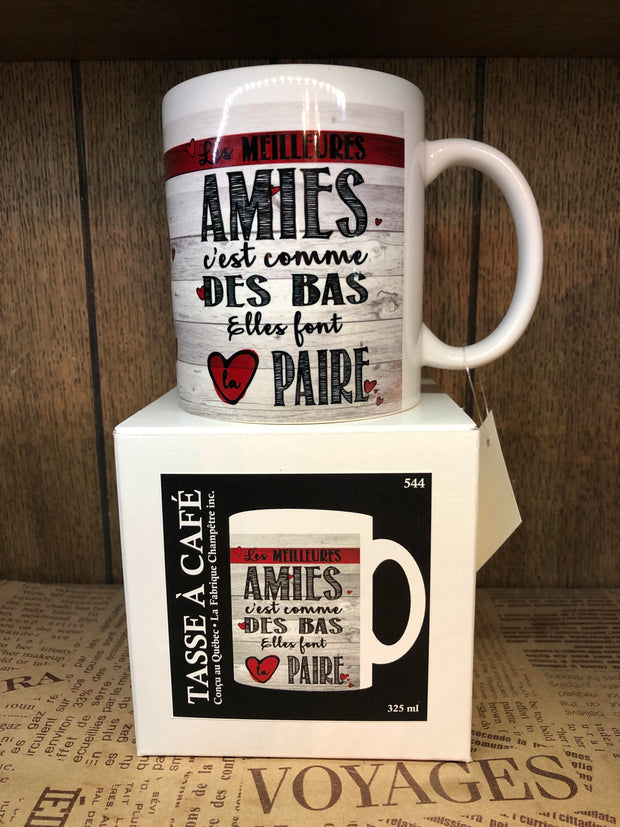 Les MEILLEURES
AMIES
c'est comme
DES BAS
Elles font
la PAIRE
544
TASSE À CAFÉ
Conçu au Québec • La Fabrique Champêtre inc.
Les MEILLEURES
AMIES
c'est comme
DES BAS
Elles font
la PAIRE
325 ml
VOYAGES